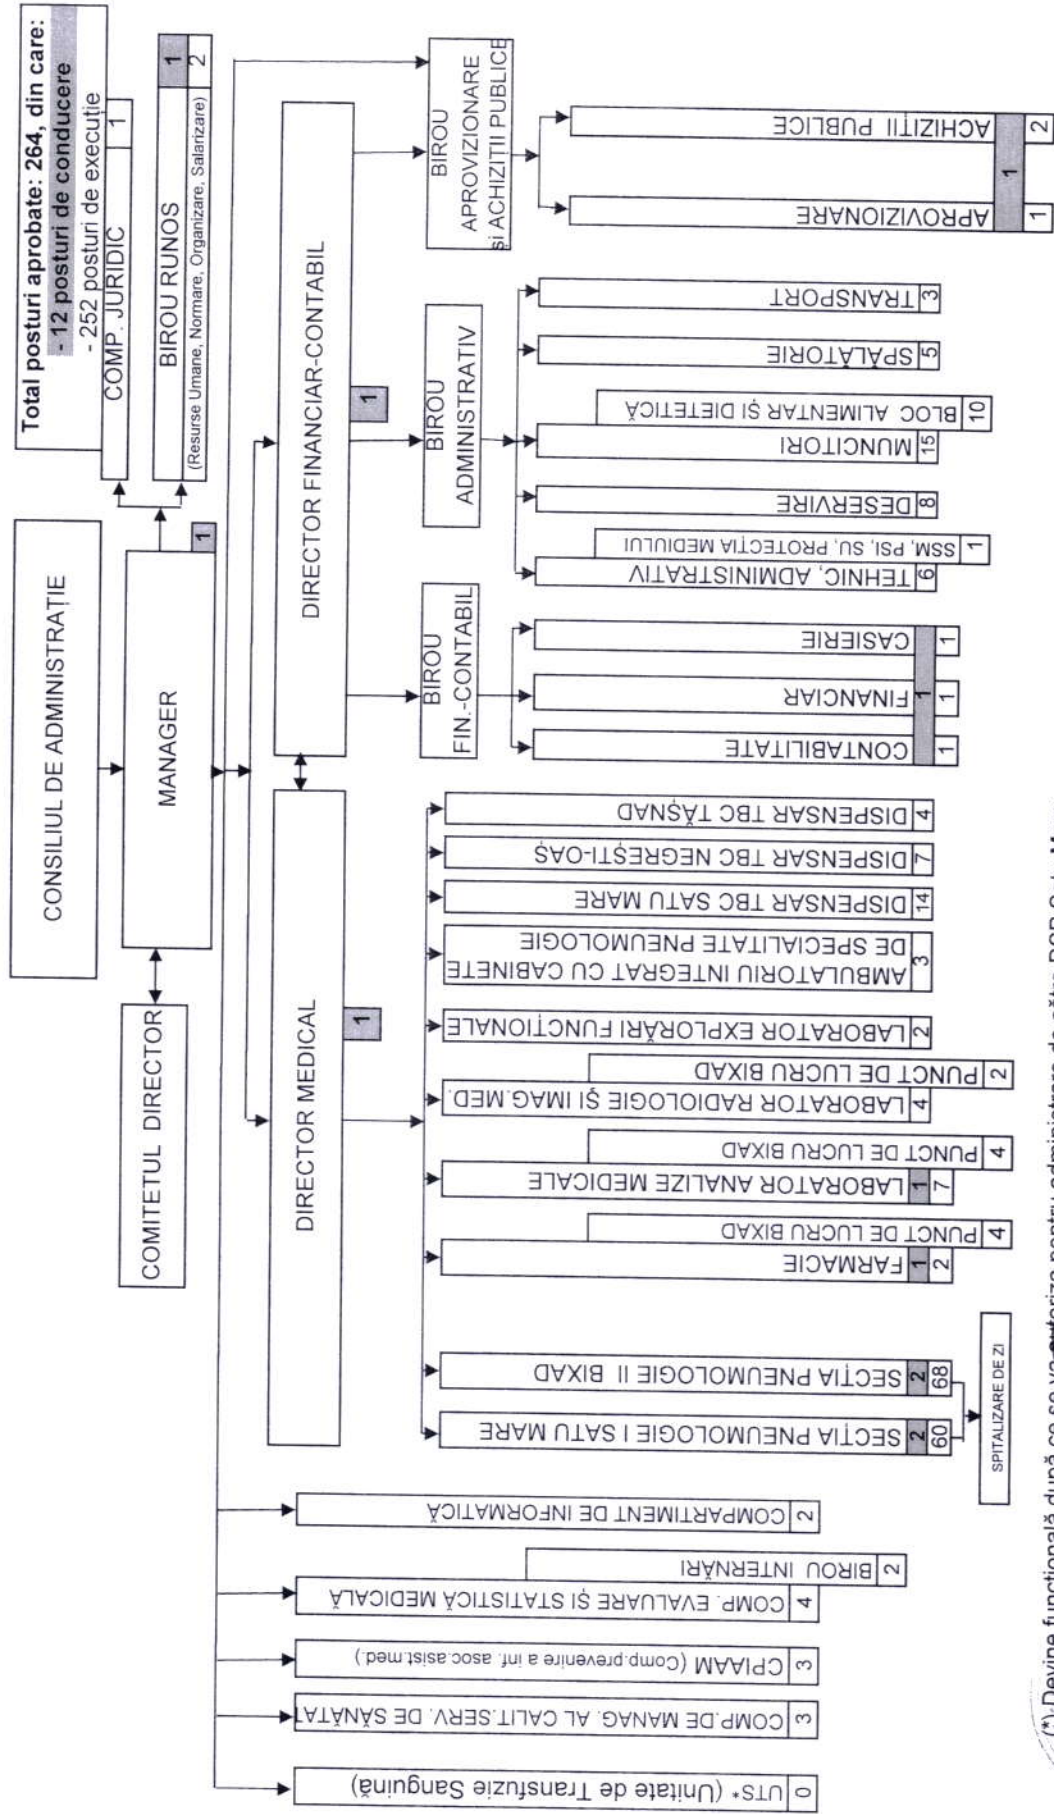 Total posturi aprobate: 264, din care:
- 12 posturi de conducere
- 252 posturi de execuție
CONSILIUL DE ADMINISTRAȚIE
COMITETUL DIRECTOR
MANAGER
1
COMP. JURIDIC
1
BIROU RUNOS
1
(Resurse Umane, Normare, Organizare, Salarizare)
2
DIRECTOR MEDICAL
1
DIRECTOR FINANCIAR-CONTABIL
1
UTS* (Unitate de Transfuzie Sanguină)
0
COMP.DE MANAG. AL CALIT.SERV. DE SĂNĂTAT
3
CPIAAM (Comp.prevenire a inf. asoc.asist.med.)
3
COMP. EVALUARE ȘI STATISTICĂ MEDICALĂ
4
BIROU INTERNĂRI
2
COMPARTIMENT DE INFORMATICĂ
2
SECȚIA PNEUMOLOGIE I SATU MARE
2
60
SECȚIA PNEUMOLOGIE II BIXAD
2
68
SPITALIZARE DE ZI
FARMACIE
1
2
PUNCT DE LUCRU BIXAD
4
LABORATOR ANALIZE MEDICALE
1
7
PUNCT DE LUCRU BIXAD
4
LABORATOR RADIOLOGIE ȘI IMAG.MED.
4
PUNCT DE LUCRU BIXAD
2
LABORATOR EXPLORĂRI FUNCȚIONALE
2
AMBULATORIU INTEGRAT CU CABINETE
DE SPECIALITATE PNEUMOLOGIE
3
DISPENSAR TBC SATU MARE
14
DISPENSAR TBC NEGREȘTI-OAȘ
7
DISPENSAR TBC TĂȘNAD
4
BIROU
FIN.-CONTABIL
CONTABILITATE
1
FINANCIAR
1
CASIERIE
1
1
BIROU
ADMINISTRATIV
TEHNIC, ADMINISTRATIV
6
SSM, PSI, SU, PROTECȚIA MEDIULUI
1
DESERVIRE
8
MUNCITORI
15
BLOC ALIMENTAR ȘI DIETETICĂ
10
SPĂLĂTORIE
5
TRANSPORT
3
BIROU
APROVIZIONARE
și ACHIZIȚII PUBLICE
APROVIZIONARE
1
ACHIZIȚII PUBLICE
2
1
(*) Devine funcțională după ce se va autoriza pentru administrare de către